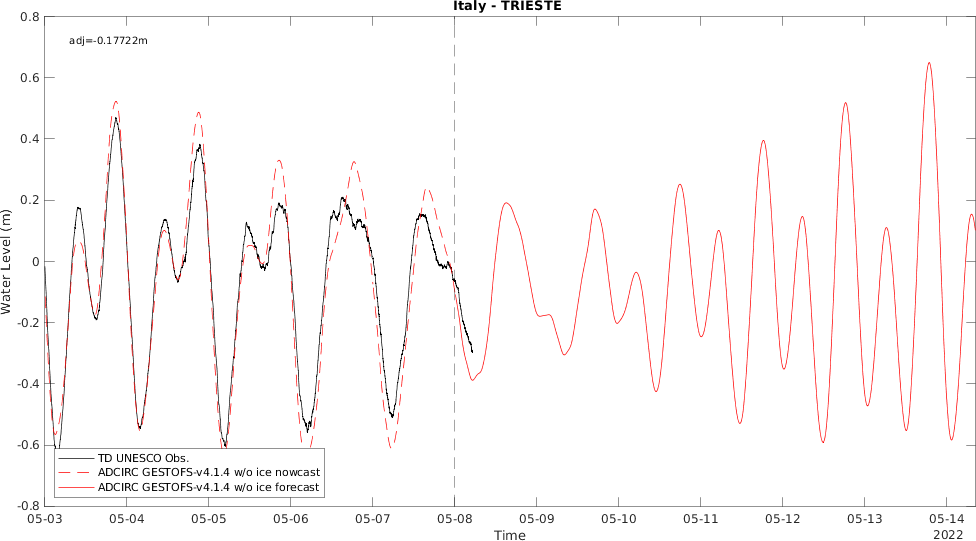 Italy - TRIESTE
adj=-0.17722m
0.8
0.6
0.4
0.2
0
-0.2
-0.4
-0.6
-0.8
Water Level (m)
TD UNESCO Obs.
ADCIRC GESTOFS-v4.1.4 w/o ice nowcast
ADCIRC GESTOFS-v4.1.4 w/o ice forecast
05-03 05-04 05-05 05-06 05-07 05-08 05-09 05-10 05-11 05-12 05-13 05-14
Time
2022